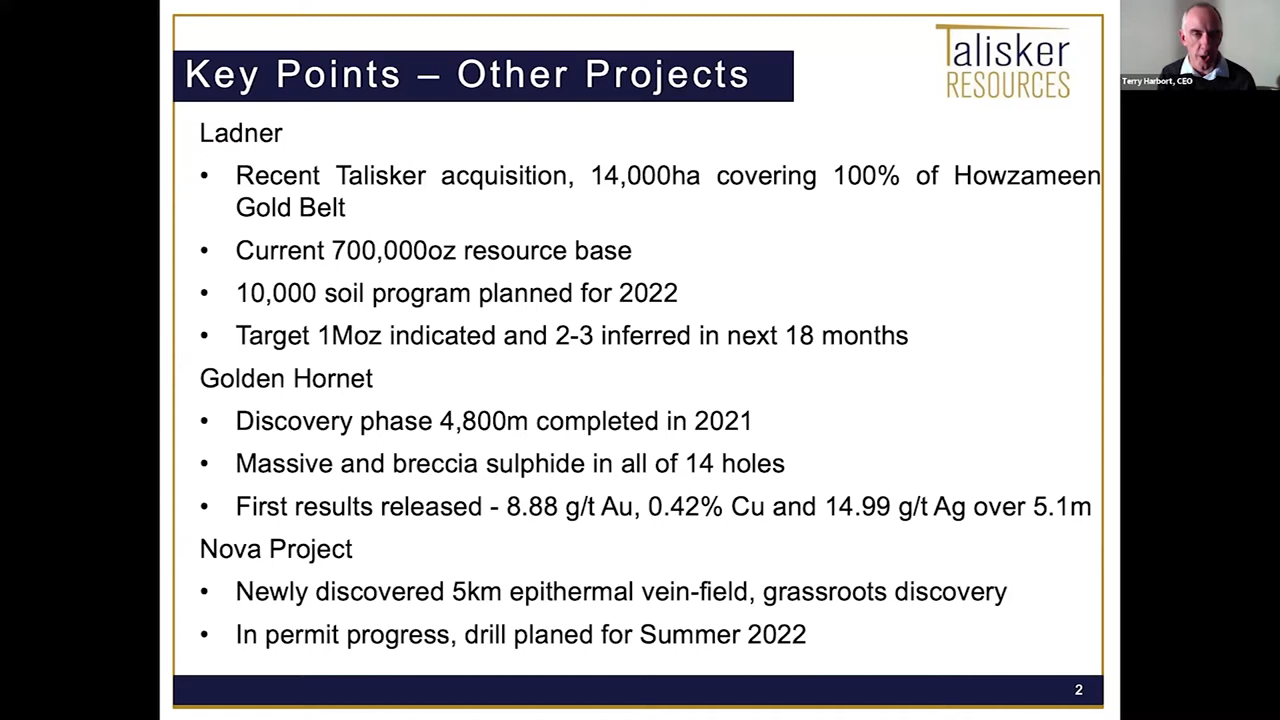 Key Points – Other Projects
Talisker
RESOURCES
Terry Harbort, CEO
Ladner
• Recent Talisker acquisition, 14,000ha covering 100% of Howzameen
Gold Belt
• Current 700,000oz resource base
• 10,000 soil program planned for 2022
• Target 1Moz indicated and 2-3 inferred in next 18 months
Golden Hornet
• Discovery phase 4,800m completed in 2021
• Massive and breccia sulphide in all of 14 holes
• First results released - 8.88 g/t Au, 0.42% Cu and 14.99 g/t Ag over 5.1m
Nova Project
• Newly discovered 5km epithermal vein-field, grassroots discovery
• In permit progress, drill planed for Summer 2022
2